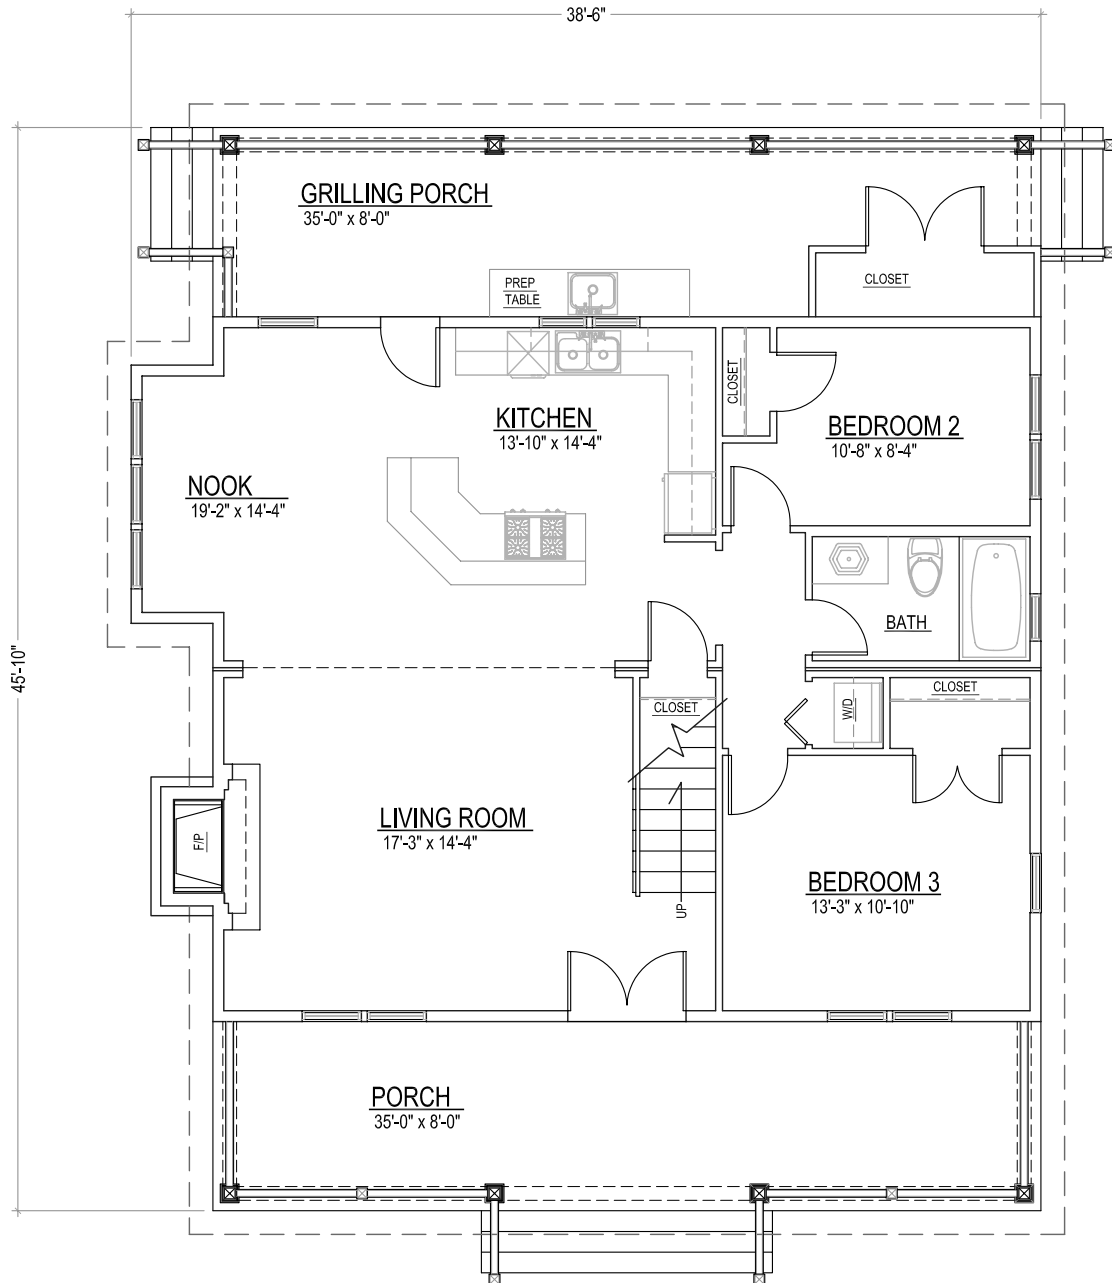 38'-6"
GRILLING PORCH
35'-0" x 8'-0"
CLOSET
PREP
TABLE
CLOSET
KITCHEN
13'-10" x 14'-4"
BEDROOM 2
10'-8" x 8'-4"
NOOK
19'-2" x 14'-4"
BATH
45'-10"
CLOSET
W/D
CLOSET
LIVING ROOM
17'-3" x 14'-4"
F/P
BEDROOM 3
13'-3" x 10'-10"
UP
PORCH
35'-0" x 8'-0"